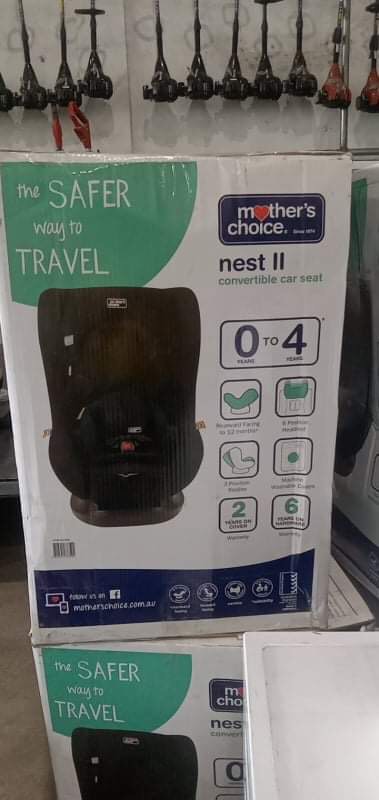 the SAFER
way to
TRAVEL
mother's
choice
Since 1974
nest II
convertible car seat
0 TO 4
YEARS YEARS
Rearward Facing
to 12 months*
6 Position
Headrest
3 Position
Recline
Machine
Washable Covers
2
YEARS ON
COVER
Warranty
6
YEARS ON
HARDWARE
Warranty
follow us on f
motherschoice.com.au
the SAFER
way to
TRAVEL
m
cho
nes
convert
0